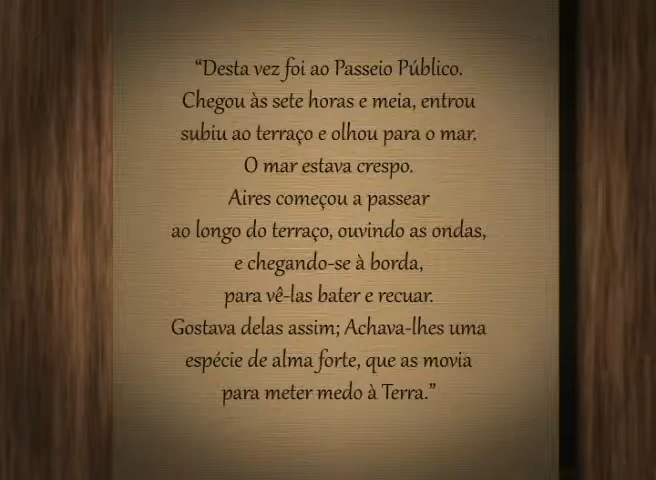 “Desta vez foi ao Passeio Público.
Chegou às sete horas e meia, entrou
subiu ao terraço e olhou para o mar.
O mar estava crespo.
Aires começou a passear
ao longo do terraço, ouvindo as ondas,
e chegando-se à borda,
para vê-las bater e recuar.
Gostava delas assim; Achava-lhes uma
espécie de alma forte, que as movia
para meter medo à Terra.”